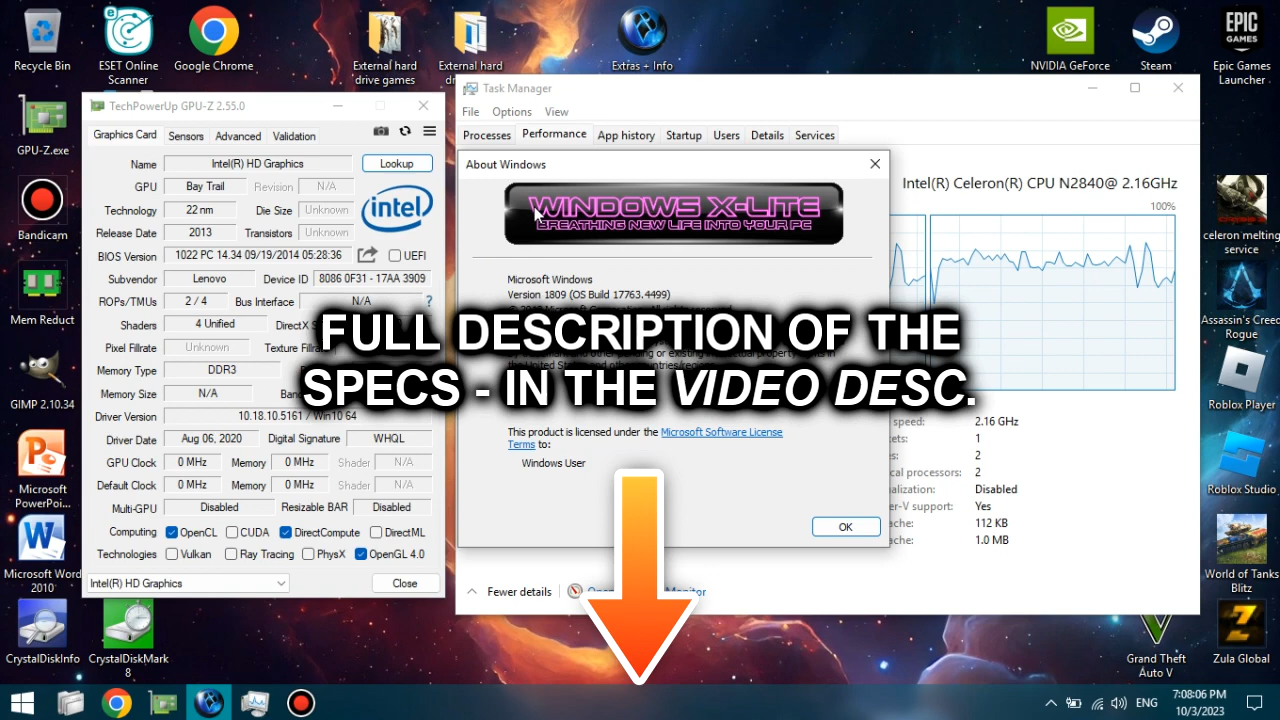 Recycle Bin
ESET Online
Scanner
Google Chrome
External hard
drive games
External hard
Extras + Info
NVIDIA GeForce
Steam
EPIC
GAMES
Epic Games
Launcher
GPU-Z.exe
Bandicam
Mem Reduct
GIMP 2.10.34
Microsoft
PowerPoi...
Microsoft Word
2010
CrystalDiskInfo
CrystalDiskMark
8
TechPowerUp GPU-Z 2.55.0
Graphics Card Sensors Advanced Validation
Name Intel(R) HD Graphics Lookup
GPU Bay Trail Revision N/A
intel
Technology 22 nm Die Size Unknown
Release Date 2013 Transistors Unknown
BIOS Version 1022 PC 14.34 09/19/2014 05:28:36 UEFI
Subvendor Lenovo Device ID 8086 0F31 - 17AA 3909
ROPs/TMUs 2 / 4 Bus Interface N/A ?
Shaders 4 Unified DirectX
Pixel Fillrate Unknown Texture
Memory Type DDR3
Memory Size N/A
Driver Version 10.18.10.5161 / Win10 64
Driver Date Aug 06, 2020 Digital Signature WHQL
GPU Clock 0 MHz Memory 0 MHz Shader N/A
Default Clock 0 MHz Memory 0 MHz Shader N/A
Multi-GPU Disabled Resizable BAR Disabled
Computing OpenCL CUDA DirectCompute DirectML
Technologies Vulkan Ray Tracing PhysX OpenGL 4.0
Intel(R) HD Graphics Close
Task Manager
File Options View
Processes Performance App history Startup Users Details Services
Intel(R) Celeron(R) CPU N2840@ 2.16GHz
100%
About Windows
WINDOWS X-LITE
BREATHING NEW LIFE INTO YOUR PC
Microsoft Windows
Version 1809 (OS Build 17763.4499)
FULL DESCRIPTION OF THE
SPECS - IN THE VIDEO DESC.
This product is licensed under the Microsoft Software License
Terms to:
Windows User
OK
speed: 2.16 GHz
1
2
processors: 2
Disabled
support: Yes
112 KB
1.0 MB
Fewer details
celeron melting
service
Assassin's Creed
Rogue
Roblox Player
Roblox Studio
World of Tanks
Blitz
Grand Theft
Auto V
Zula Global
ENG
7:08:06 PM
10/3/2023